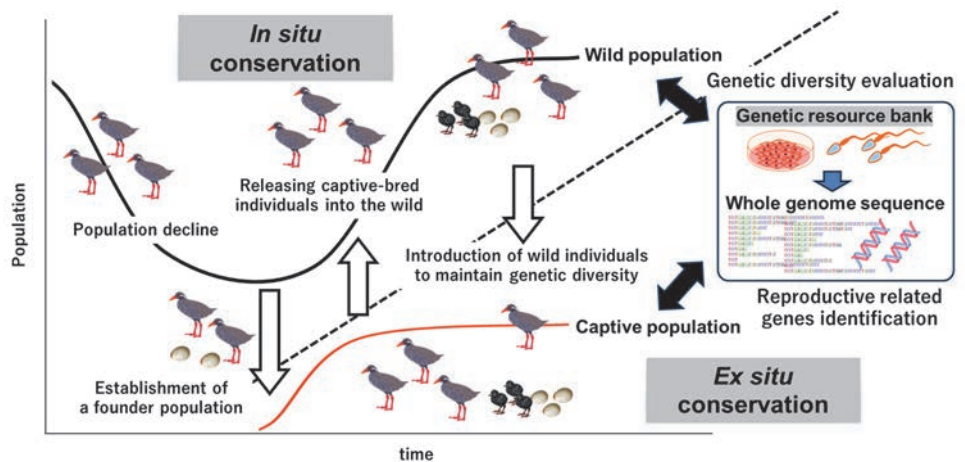 In situ
conservation
Wild population
Genetic diversity evaluation
Genetic resource bank
Whole genome sequence
Releasing captive-bred
individuals into the wild
Population decline
Population
Introduction of wild individuals
to maintain genetic diversity
Reproductive related
genes identification
Captive population
Establishment of
a founder population
Ex situ
conservation
time